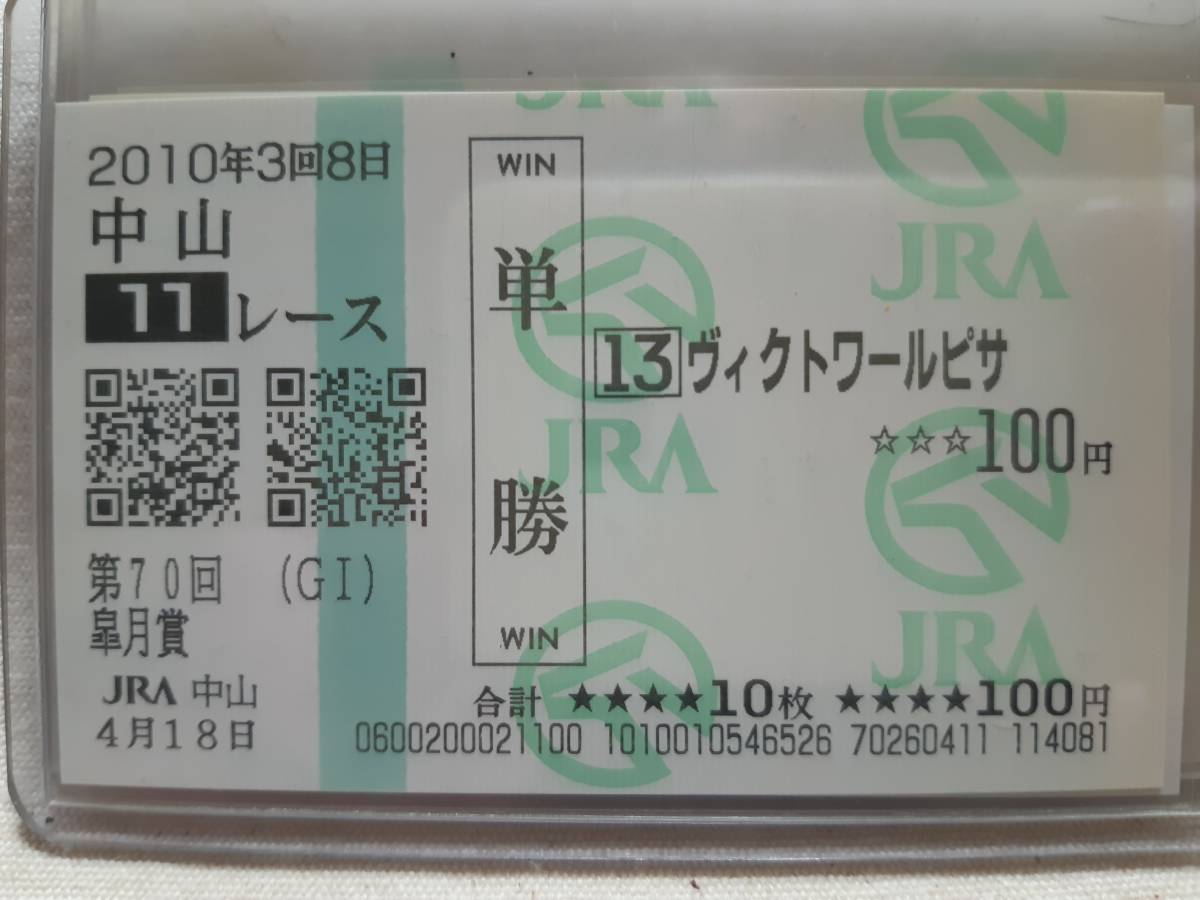 2010年3回8日
中山
11レース
第70回 (GI)
皐月賞
JRA 中山
4月18日
WIN
単勝
WIN
13ヴィクトワールピサ
☆☆☆100円
合計 ★★★★10枚 ★★★★100円
0600200021100 1010010546526 70260411 114081
JRA
JRA
JRA
JRA